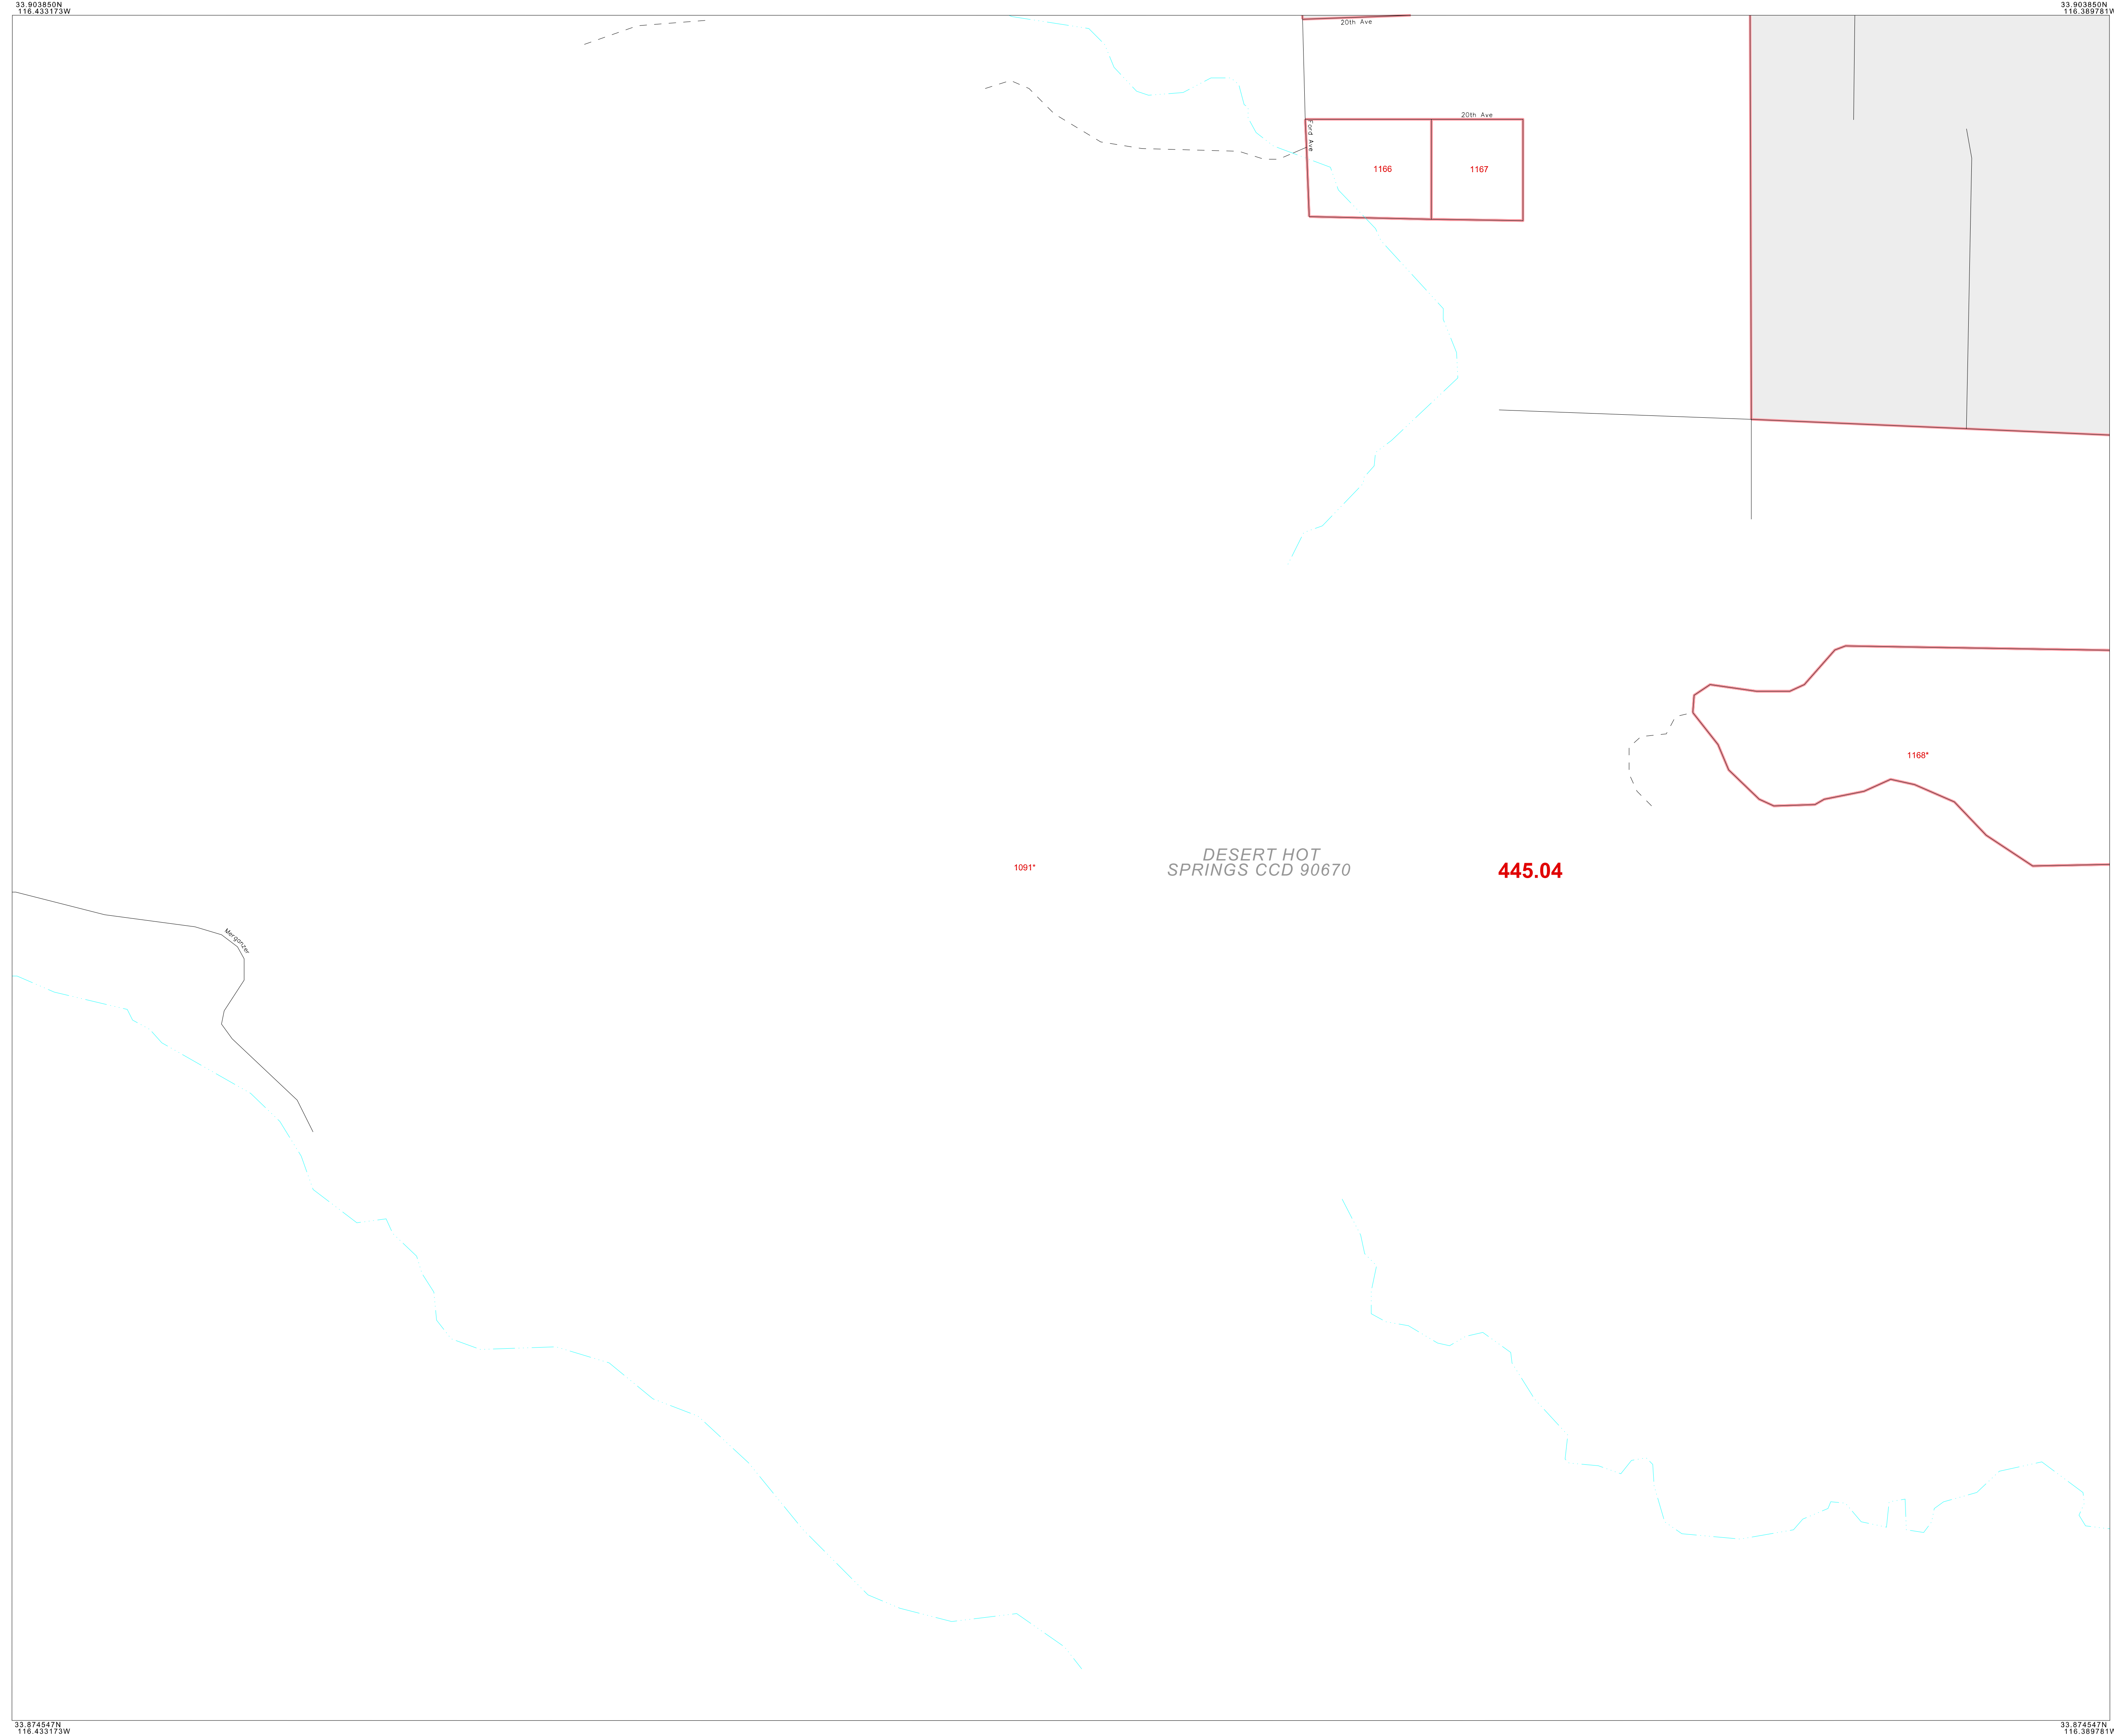 33.903850N
116.433173W
33.903850N
116.389781W
20th Ave
20th Ave
Ford Ave
1166
1167
1168*
DESERT HOT
SPRINGS CCD 90670
445.04
1091*
Merganzer
33.874547N
116.433173W
33.874547N
116.389781W